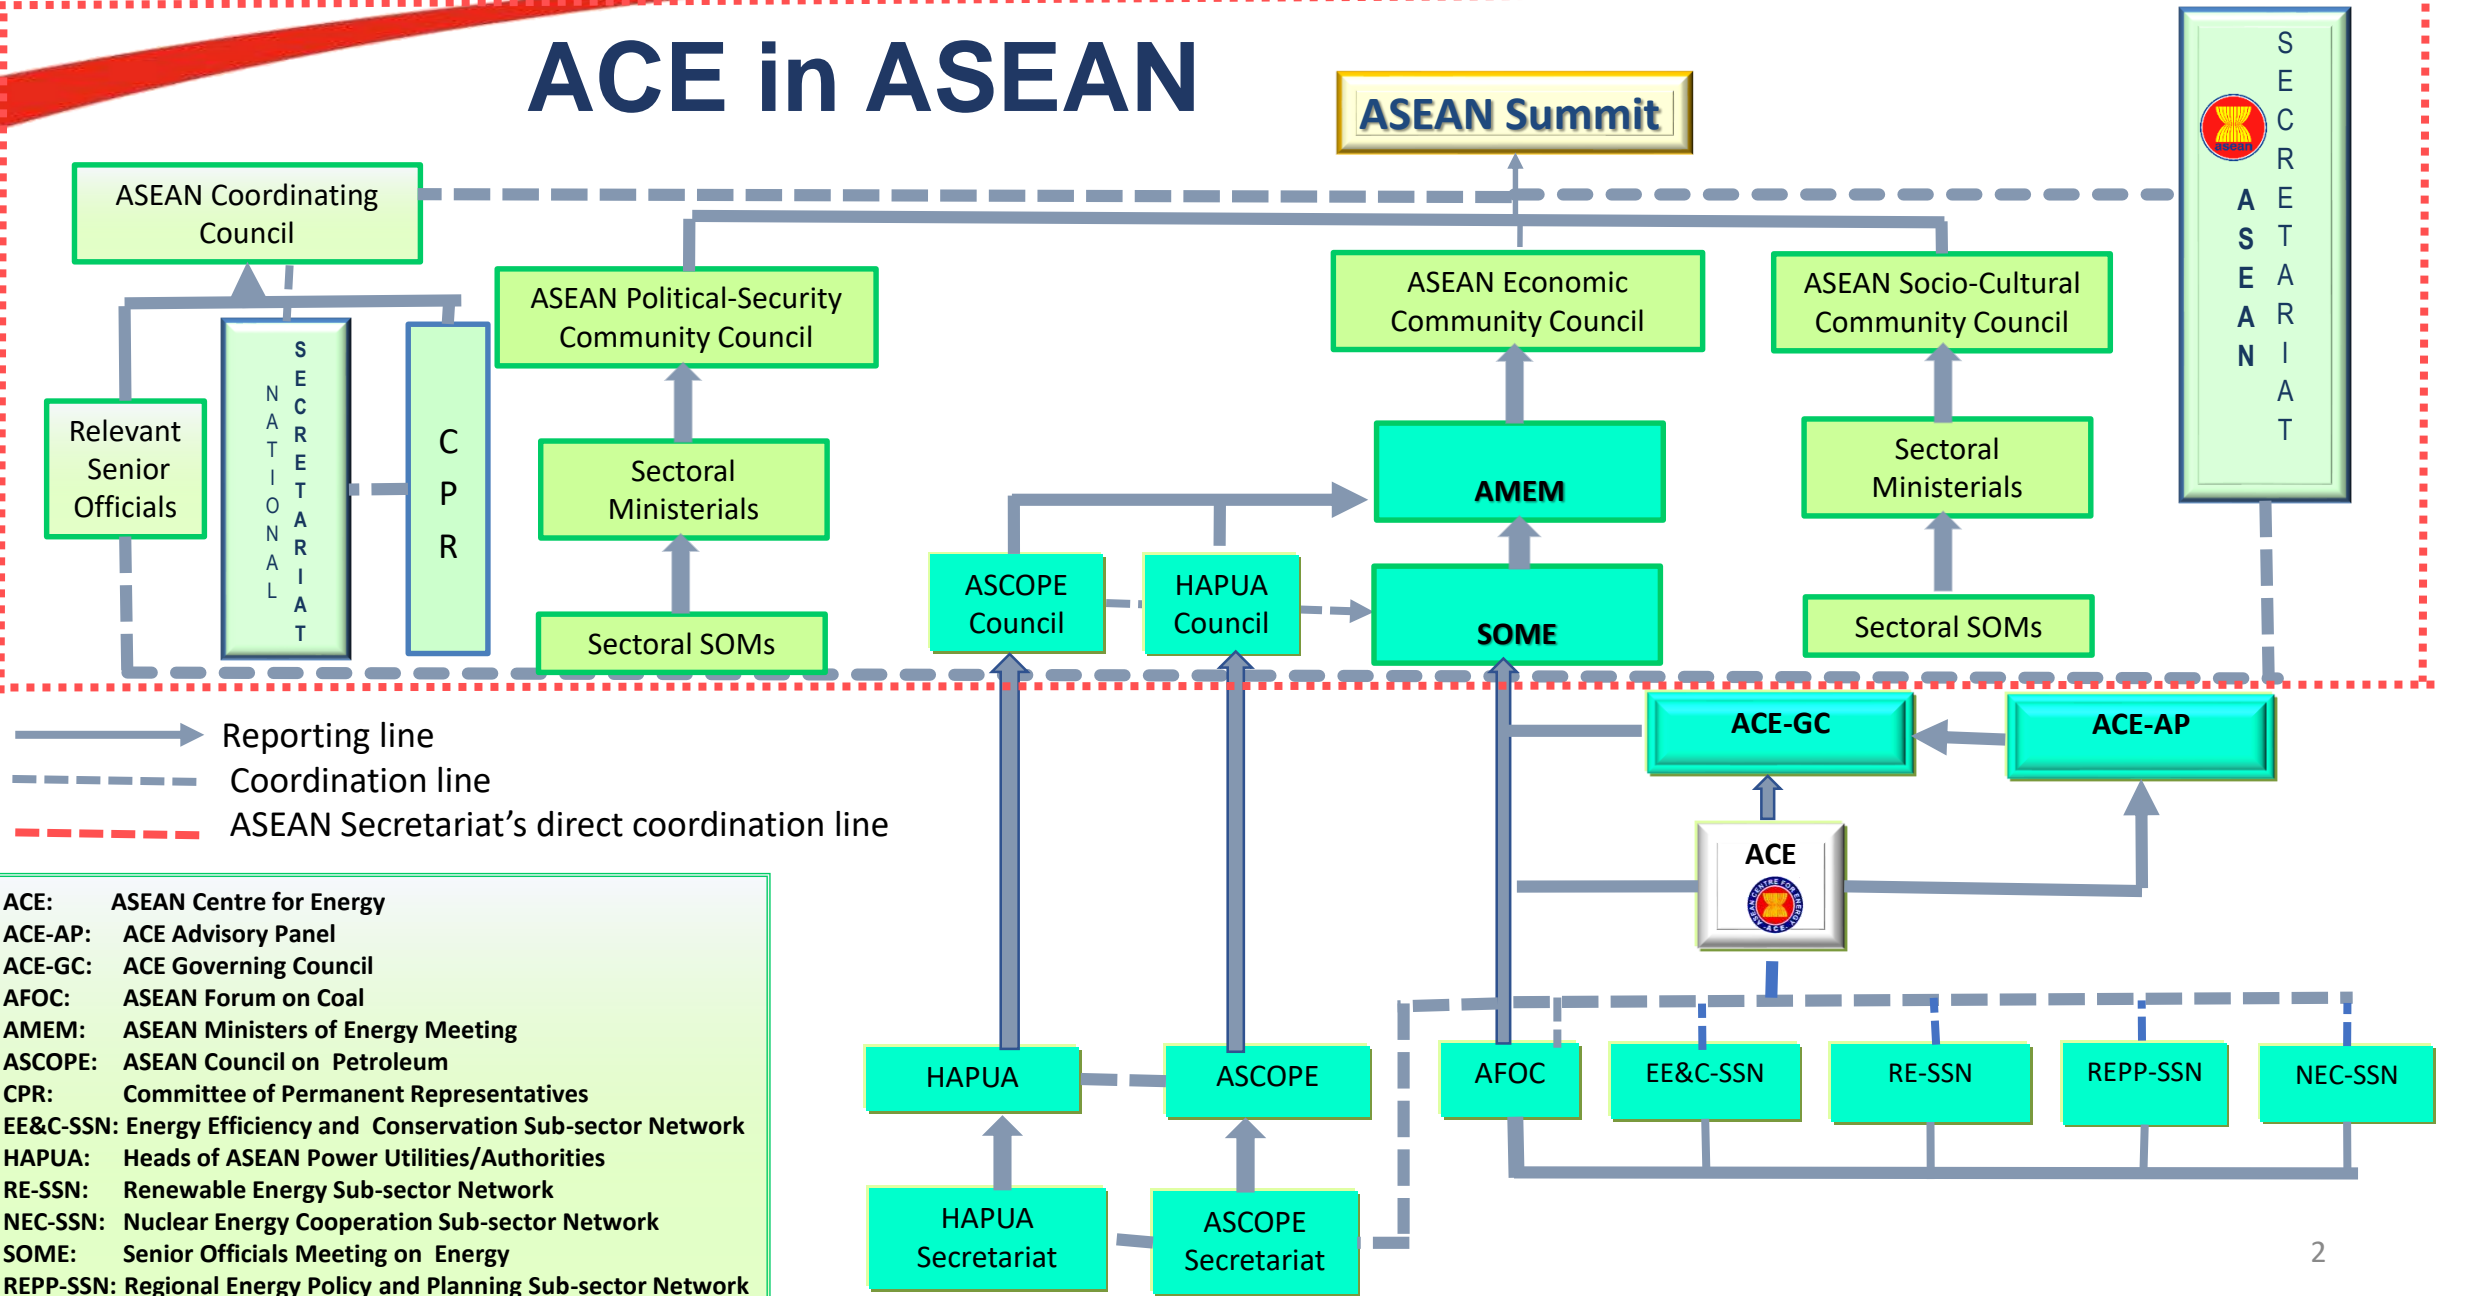 ACE in ASEAN
ASEAN Summit
SECRETARIAT
asean
ASEAN
ASEAN Coordinating
Council
ASEAN Political-Security
Community Council
ASEAN Economic
Community Council
ASEAN Socio-Cultural
Community Council
Relevant
Senior
Officials
NATIONAL
SECRETARIAT
CPR
Sectoral
Ministerials
AMEM
Sectoral
Ministerials
Sectoral SOMs
ASCOPE
Council
HAPUA
Council
SOME
Sectoral SOMs
Reporting line
Coordination line
ASEAN Secretariat’s direct coordination line
ACE-GC
ACE-AP
ACE
ASEAN CENTRE FOR ENERGY
.ACE.
HAPUA
ASCOPE
AFOC
EE&C-SSN
RE-SSN
REPP-SSN
NEC-SSN
HAPUA
Secretariat
ASCOPE
Secretariat
ACE: ASEAN Centre for Energy
ACE-AP: ACE Advisory Panel
ACE-GC: ACE Governing Council
AFOC: ASEAN Forum on Coal
AMEM: ASEAN Ministers of Energy Meeting
ASCOPE: ASEAN Council on Petroleum
CPR: Committee of Permanent Representatives
EE&C-SSN: Energy Efficiency and Conservation Sub-sector Network
HAPUA: Heads of ASEAN Power Utilities/Authorities
RE-SSN: Renewable Energy Sub-sector Network
NEC-SSN: Nuclear Energy Cooperation Sub-sector Network
SOME: Senior Officials Meeting on Energy
REPP-SSN: Regional Energy Policy and Planning Sub-sector Network
2